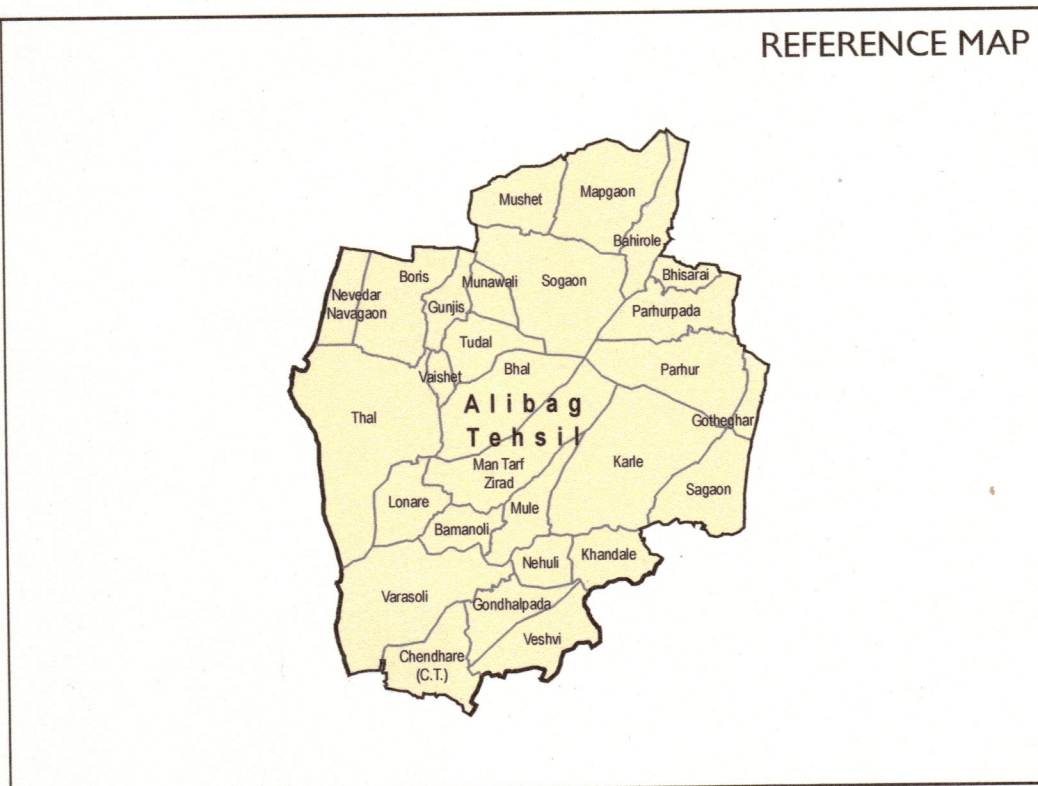 REFERENCE MAP
Mushet
Mapgaon
Bahirole
Boris
Munawali
Sogaon
Bhisarai
Nevedar
Navagaon
Gunjis
Parhurpada
Tudal
Vaishet
Bhal
Parhur
Thal
Alibag
Tehsil
Gotheghar
Man Tarf
Zirad
Karle
Sagaon
Lonare
Mule
Bamanoli
Nehuli
Khandale
Varasoli
Gondhalpada
Veshvi
Chendhare
(C.T.)